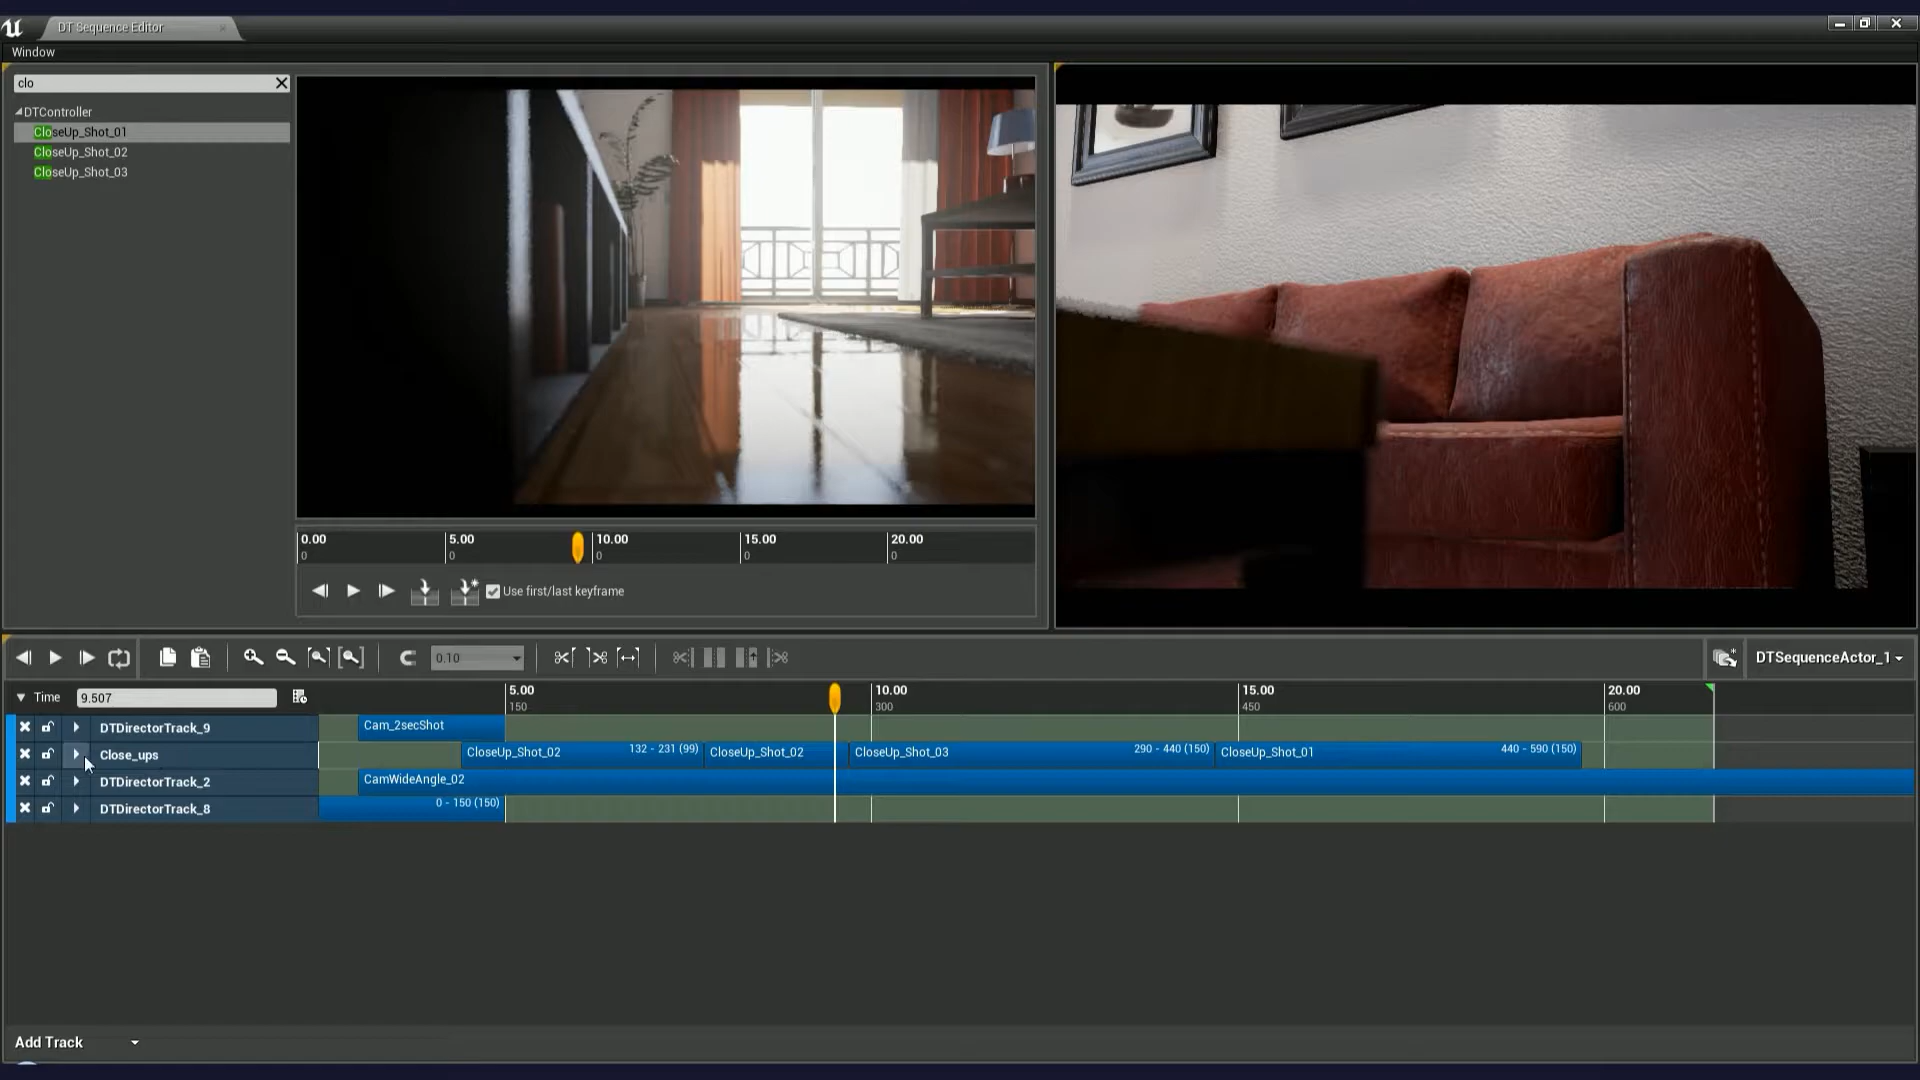 DT Sequence Editor
Window
clo
DTController
CloseUp_Shot_01
CloseUp_Shot_02
CloseUp_Shot_03
0.00 5.00 10.00 15.00 20.00
0 0 0 0 0
Use first/last keyframe
0.10
DTSequenceActor_1
Time 9.507
5.00 10.00 15.00 20.00
150 300 450 600
DTDirectorTrack_9 Cam_2secShot
Close_ups CloseUp_Shot_02 132 - 231 (99) CloseUp_Shot_02 CloseUp_Shot_03 290 - 440 (150) CloseUp_Shot_01 440 - 590 (150)
DTDirectorTrack_2 CamWideAngle_02
DTDirectorTrack_8 0 - 150 (150)
Add Track